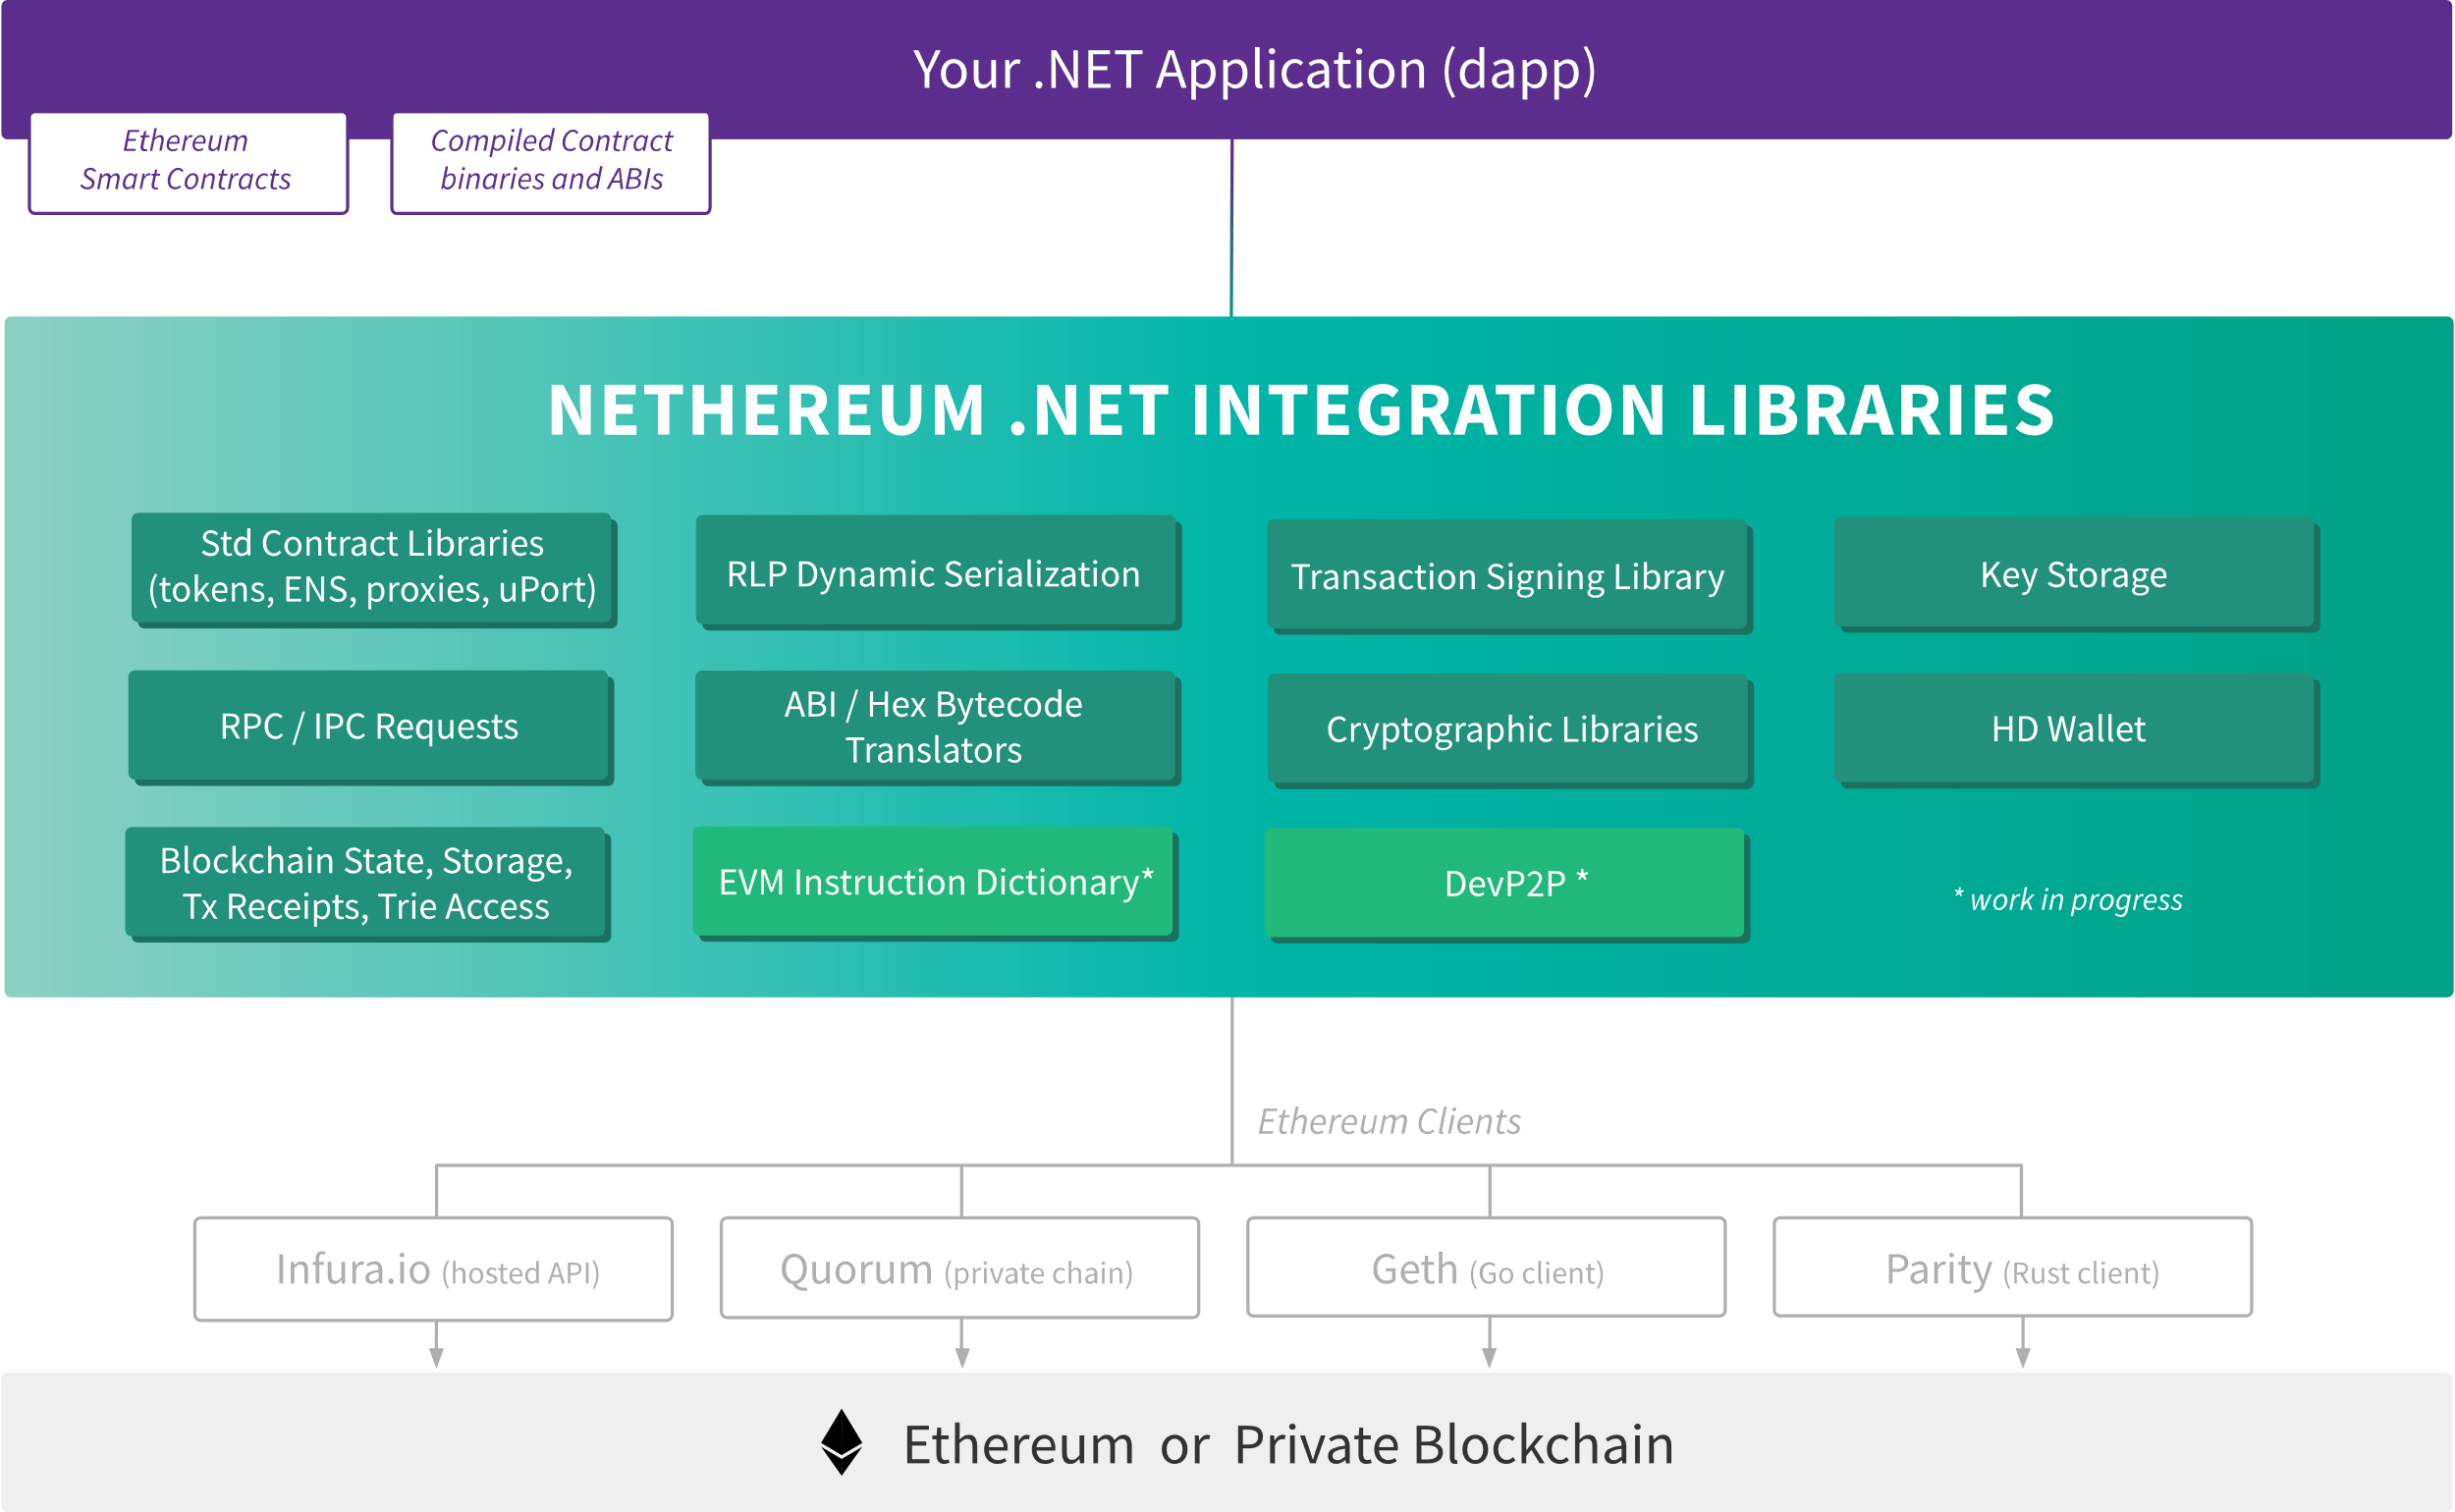 Your .NET Application (dapp)
Ethereum
Smart Contracts
Compiled Contract
binaries and ABIs
NETHEREUM .NET INTEGRATION LIBRARIES
Std Contract Libraries
(tokens, ENS, proxies, uPort)
RLP Dynamic Serialization
Transaction Signing Library
Key Storage
RPC / IPC Requests
ABI / Hex Bytecode
Translators
Cryptographic Libraries
HD Wallet
Blockchain State, Storage,
Tx Receipts, Trie Access
EVM Instruction Dictionary*
DevP2P *
* work in progress
Ethereum Clients
Infura.io (hosted API)
Quorum (private chain)
Geth (Go client)
Parity (Rust client)
Ethereum or Private Blockchain